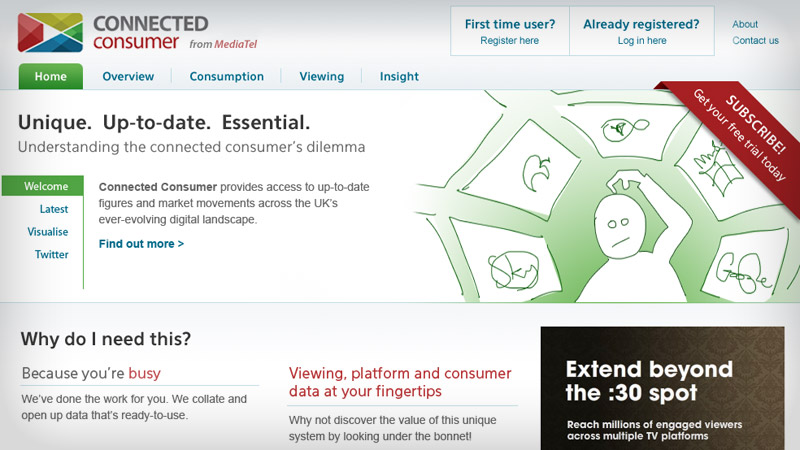 CONNECTED
consumer from MediaTel
First time user?
Register here
Already registered?
Log in here
About
Contact us
Home
Overview
Consumption
Viewing
Insight
SUBSCRIBE!
Get your free trial today
Unique. Up-to-date. Essential.
Understanding the connected consumer's dilemma
Welcome
Latest
Visualise
Twitter
Connected Consumer provides access to up-to-date
figures and market movements across the UK's
ever-evolving digital landscape.
Find out more >
Sky
Google
Why do I need this?
Because you're busy
We've done the work for you. We collate and
open up data that's ready-to-use.
Viewing, platform and consumer
data at your fingertips
Why not discover the value of this unique
system by looking under the bonnet!
Extend beyond
the :30 spot
Reach millions of engaged viewers
across multiple TV platforms